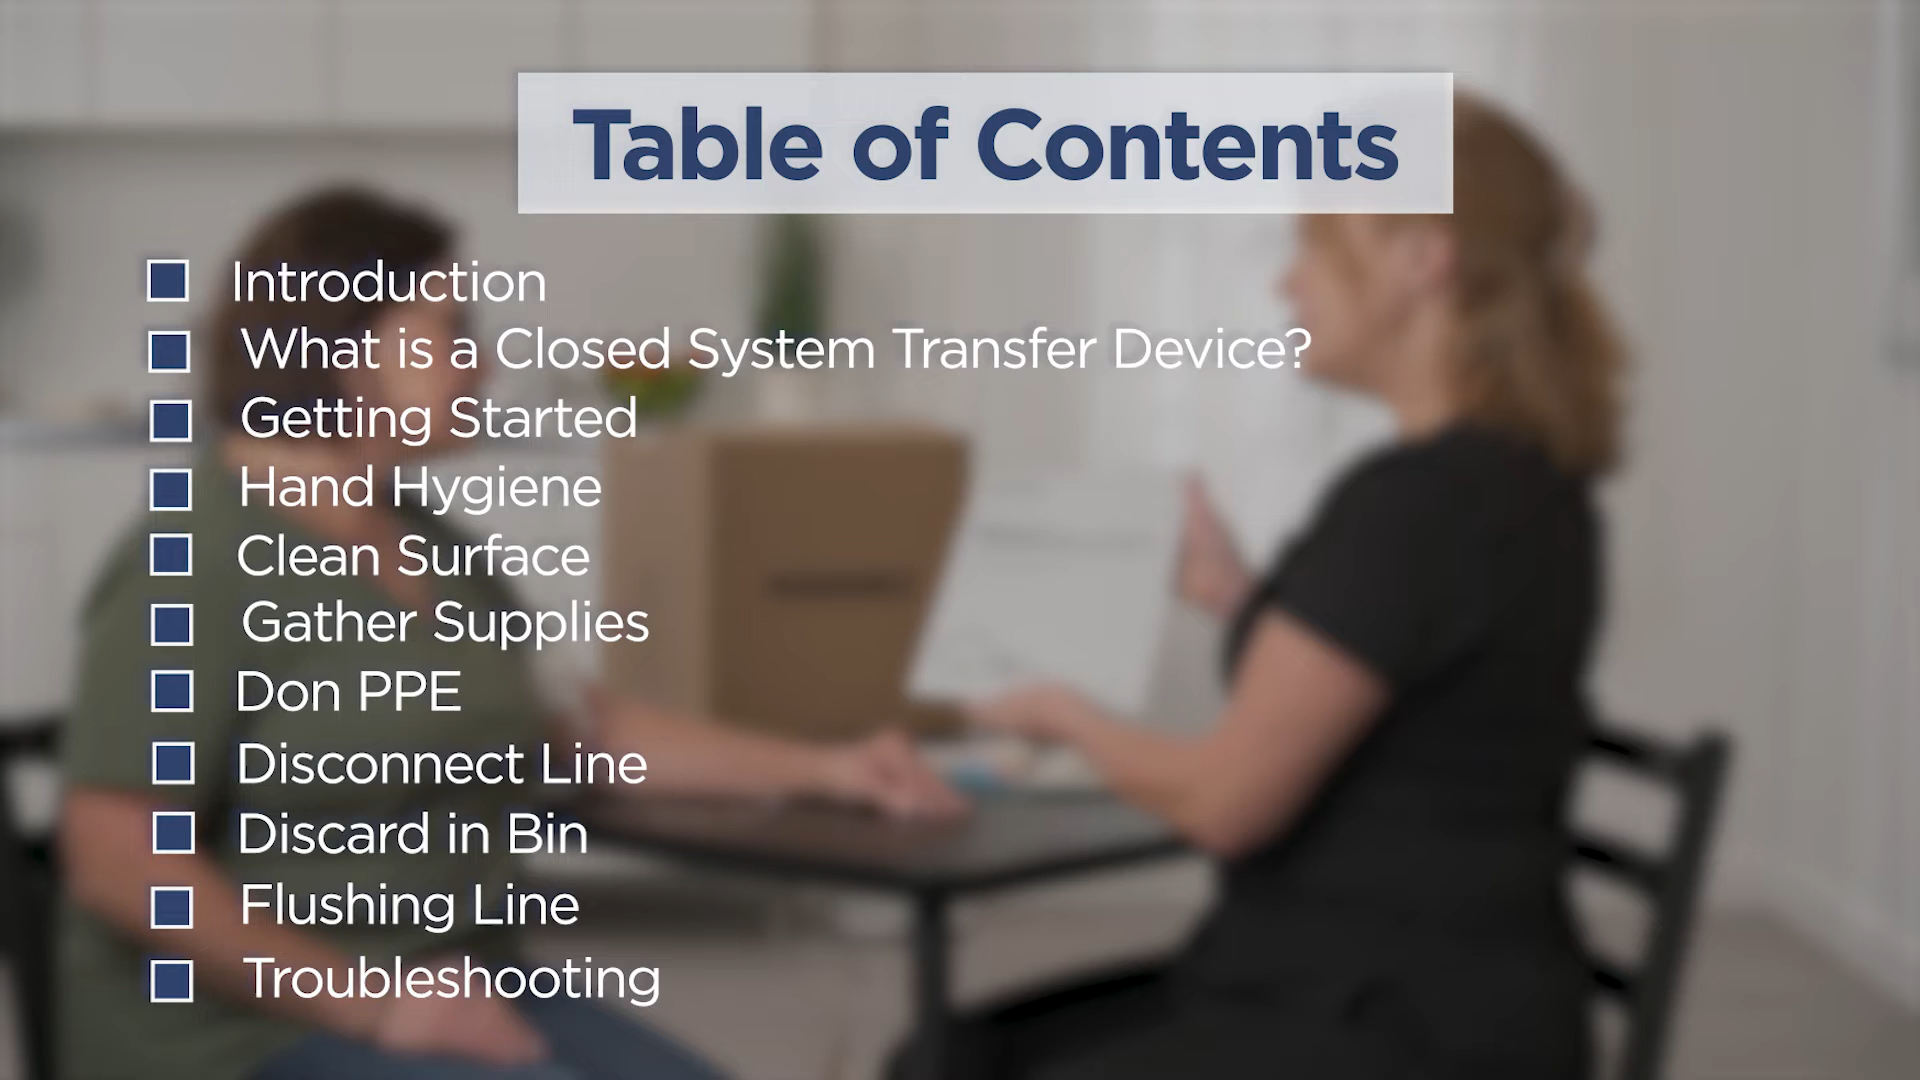 Table of Contents
Introduction
What is a Closed System Transfer Device?
Getting Started
Hand Hygiene
Clean Surface
Gather Supplies
Don PPE
Disconnect Line
Discard in Bin
Flushing Line
Troubleshooting